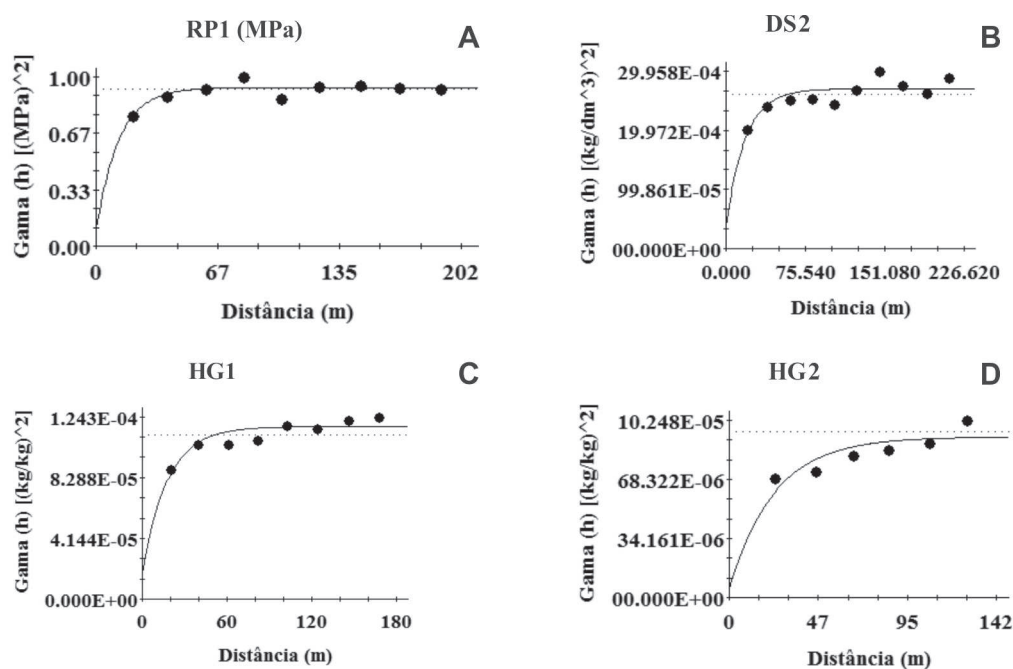 RP1 (MPa)
A
Gama (h) [(MPa)^2]
1.00
0.67
0.33
0.00
0
67
135
202
Distância (m)
DS2
B
Gama (h) [(kg/dm^3)^2]
29.958E-04
19.972E-04
99.861E-05
00.000E+00
0.000
75.540
151.080
226.620
Distância (m)
HG1
C
Gama (h) [(kg/kg)^2]
1.243E-04
8.288E-05
4.144E-05
0.000E+00
0
60
120
180
Distância (m)
HG2
D
Gama (h) [(kg/kg)^2]
10.248E-05
68.322E-06
34.161E-06
00.000E+00
0
47
95
142
Distância (m)